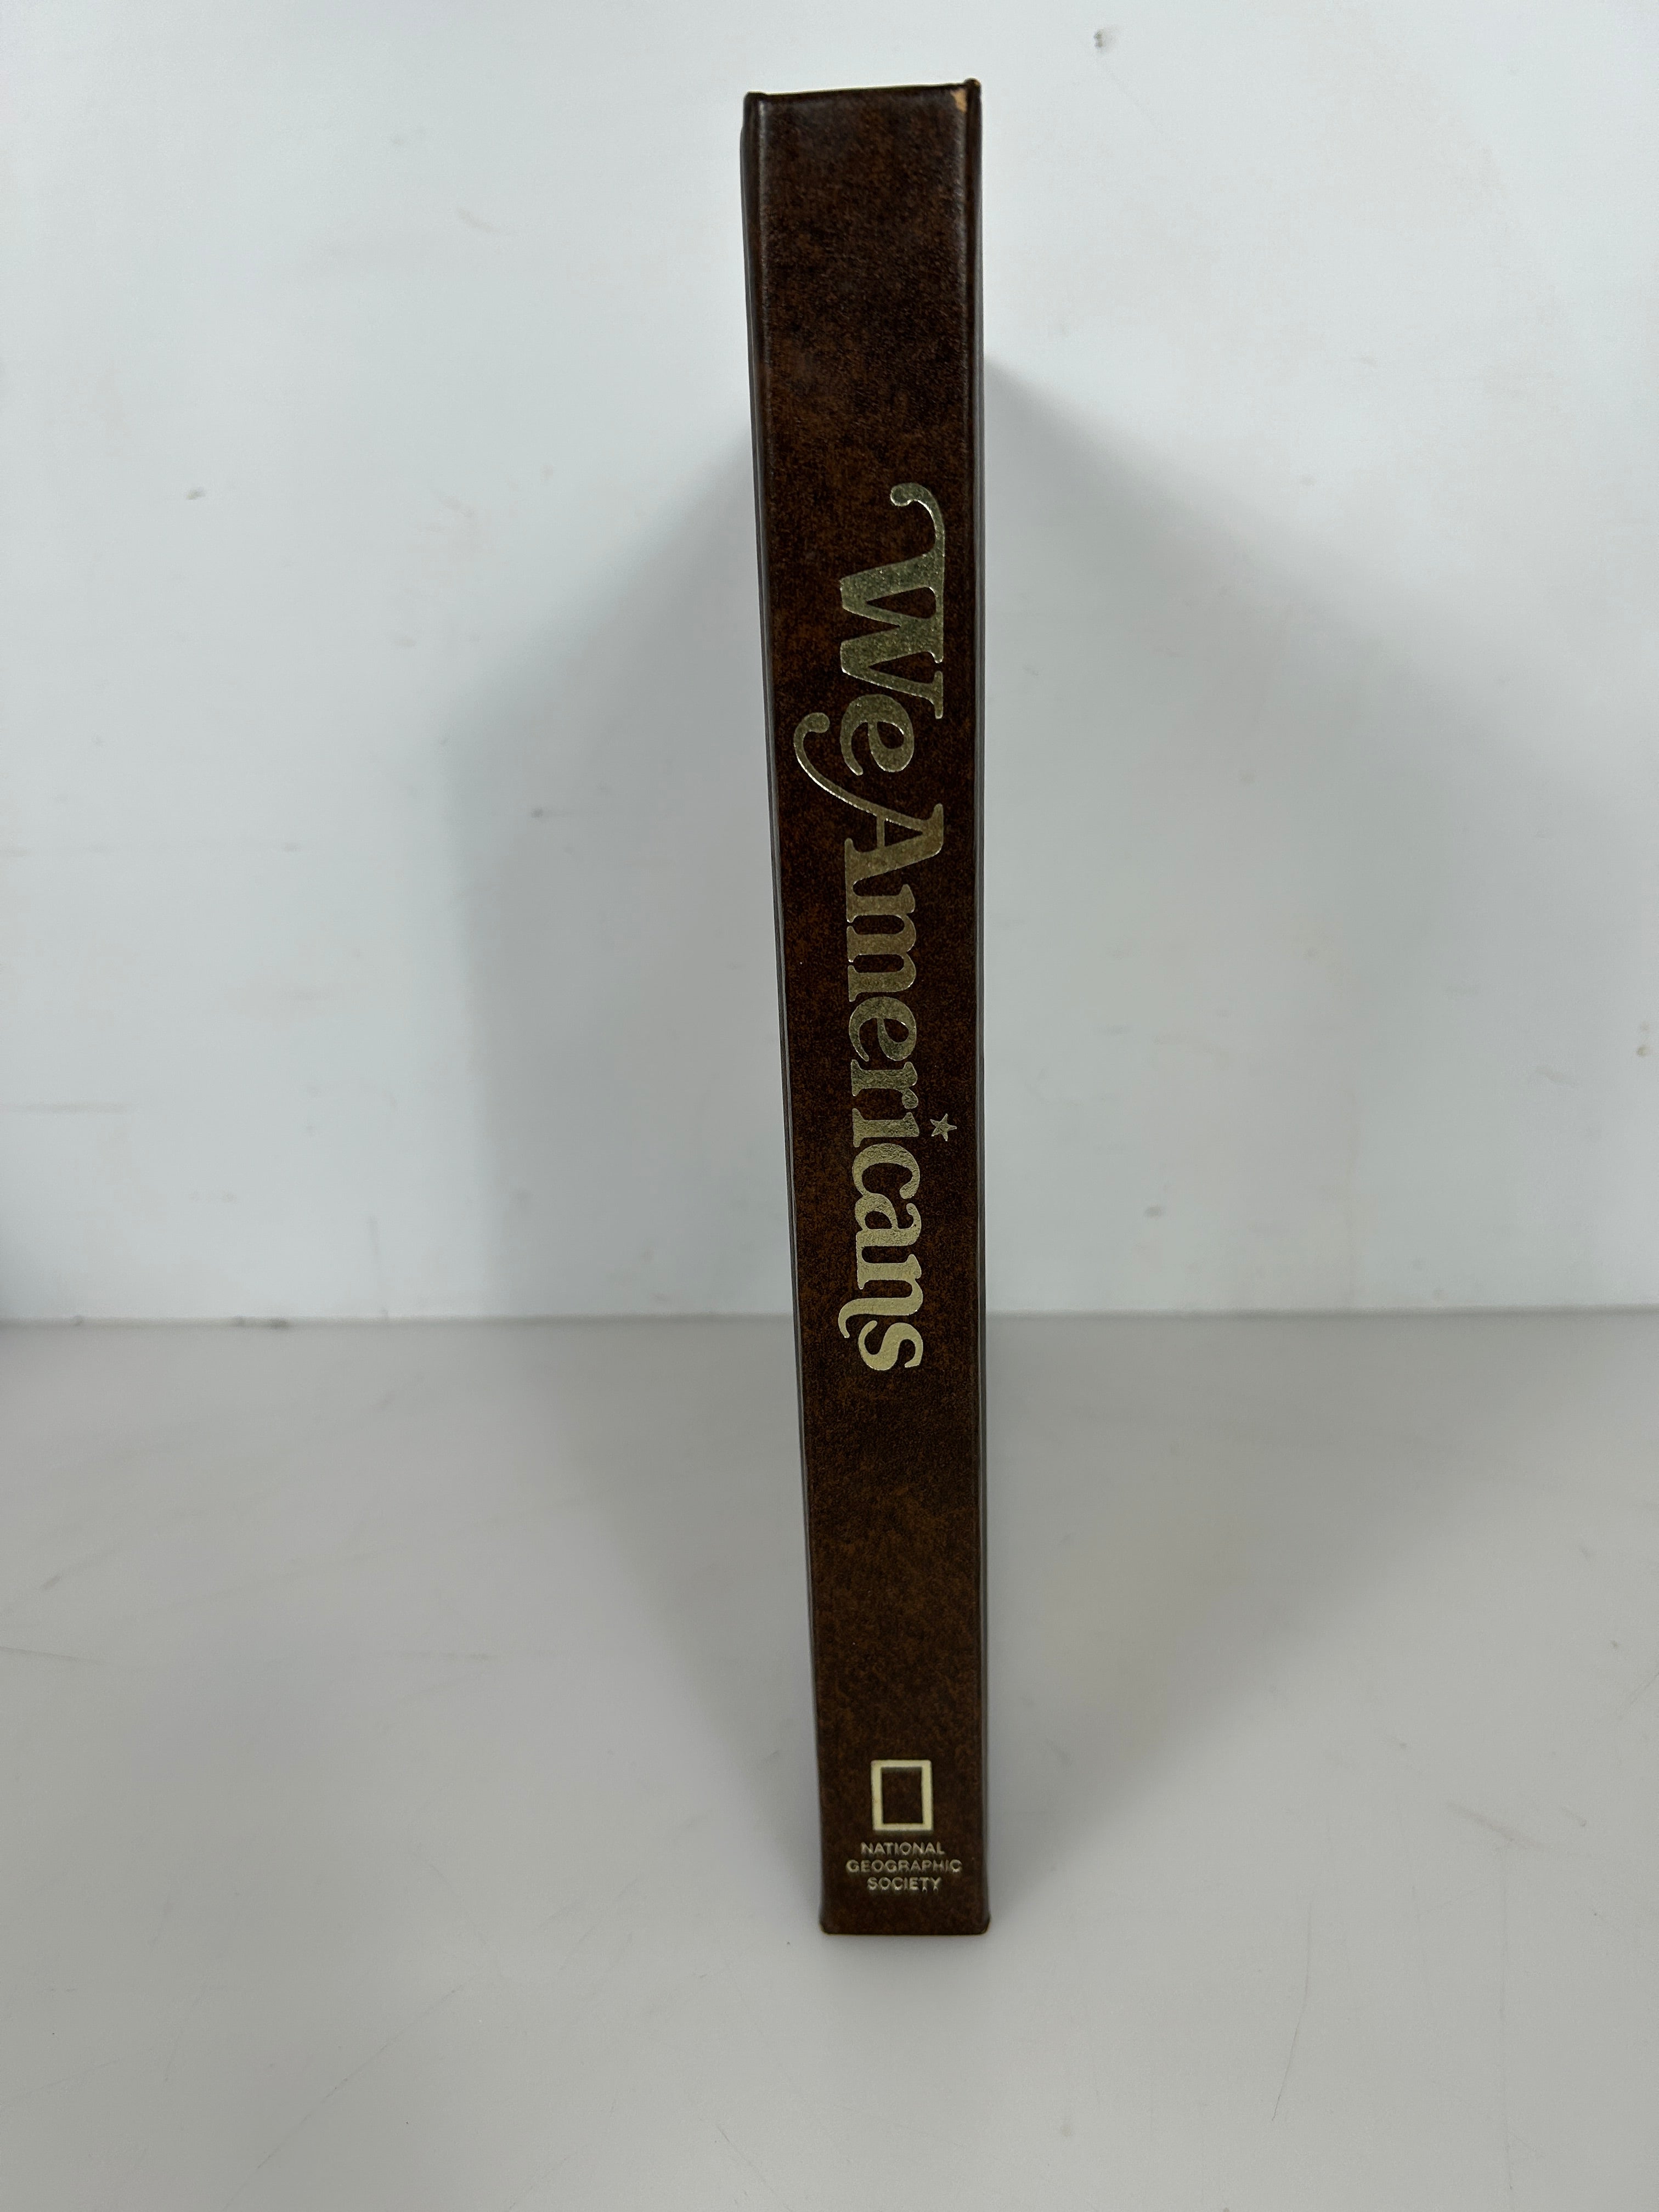 We Americans
NATIONAL
GEOGRAPHIC
SOCIETY